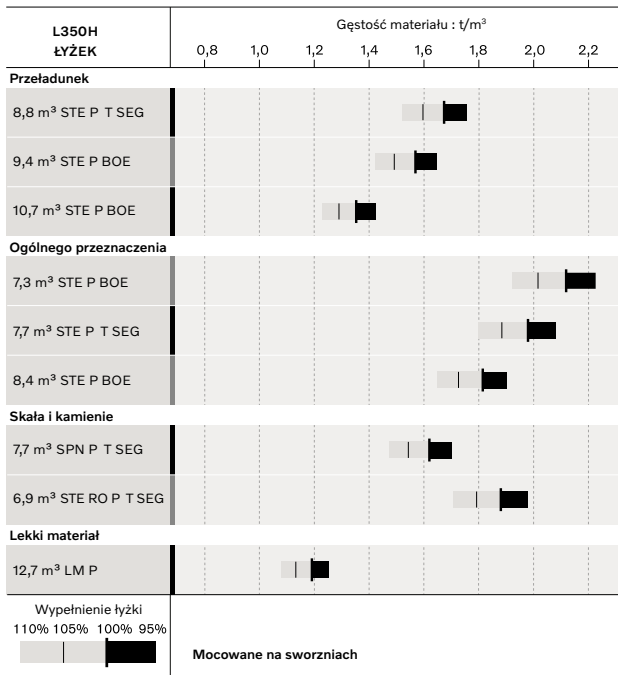 L350H
ŁYŻEK
Gęstość materiału : t/m³
0,8 1,0 1,2 1,4 1,6 1,8 2,0 2,2
Przeładunek
8,8 m³ STE P T SEG
9,4 m³ STE P BOE
10,7 m³ STE P BOE
Ogólnego przeznaczenia
7,3 m³ STE P BOE
7,7 m³ STE P T SEG
8,4 m³ STE P BOE
Skała i kamienie
7,7 m³ SPN P T SEG
6,9 m³ STE RO P T SEG
Lekki materiał
12,7 m³ LM P
Wypełnienie łyżki
110% 105% 100% 95%
Mocowane na sworzniach